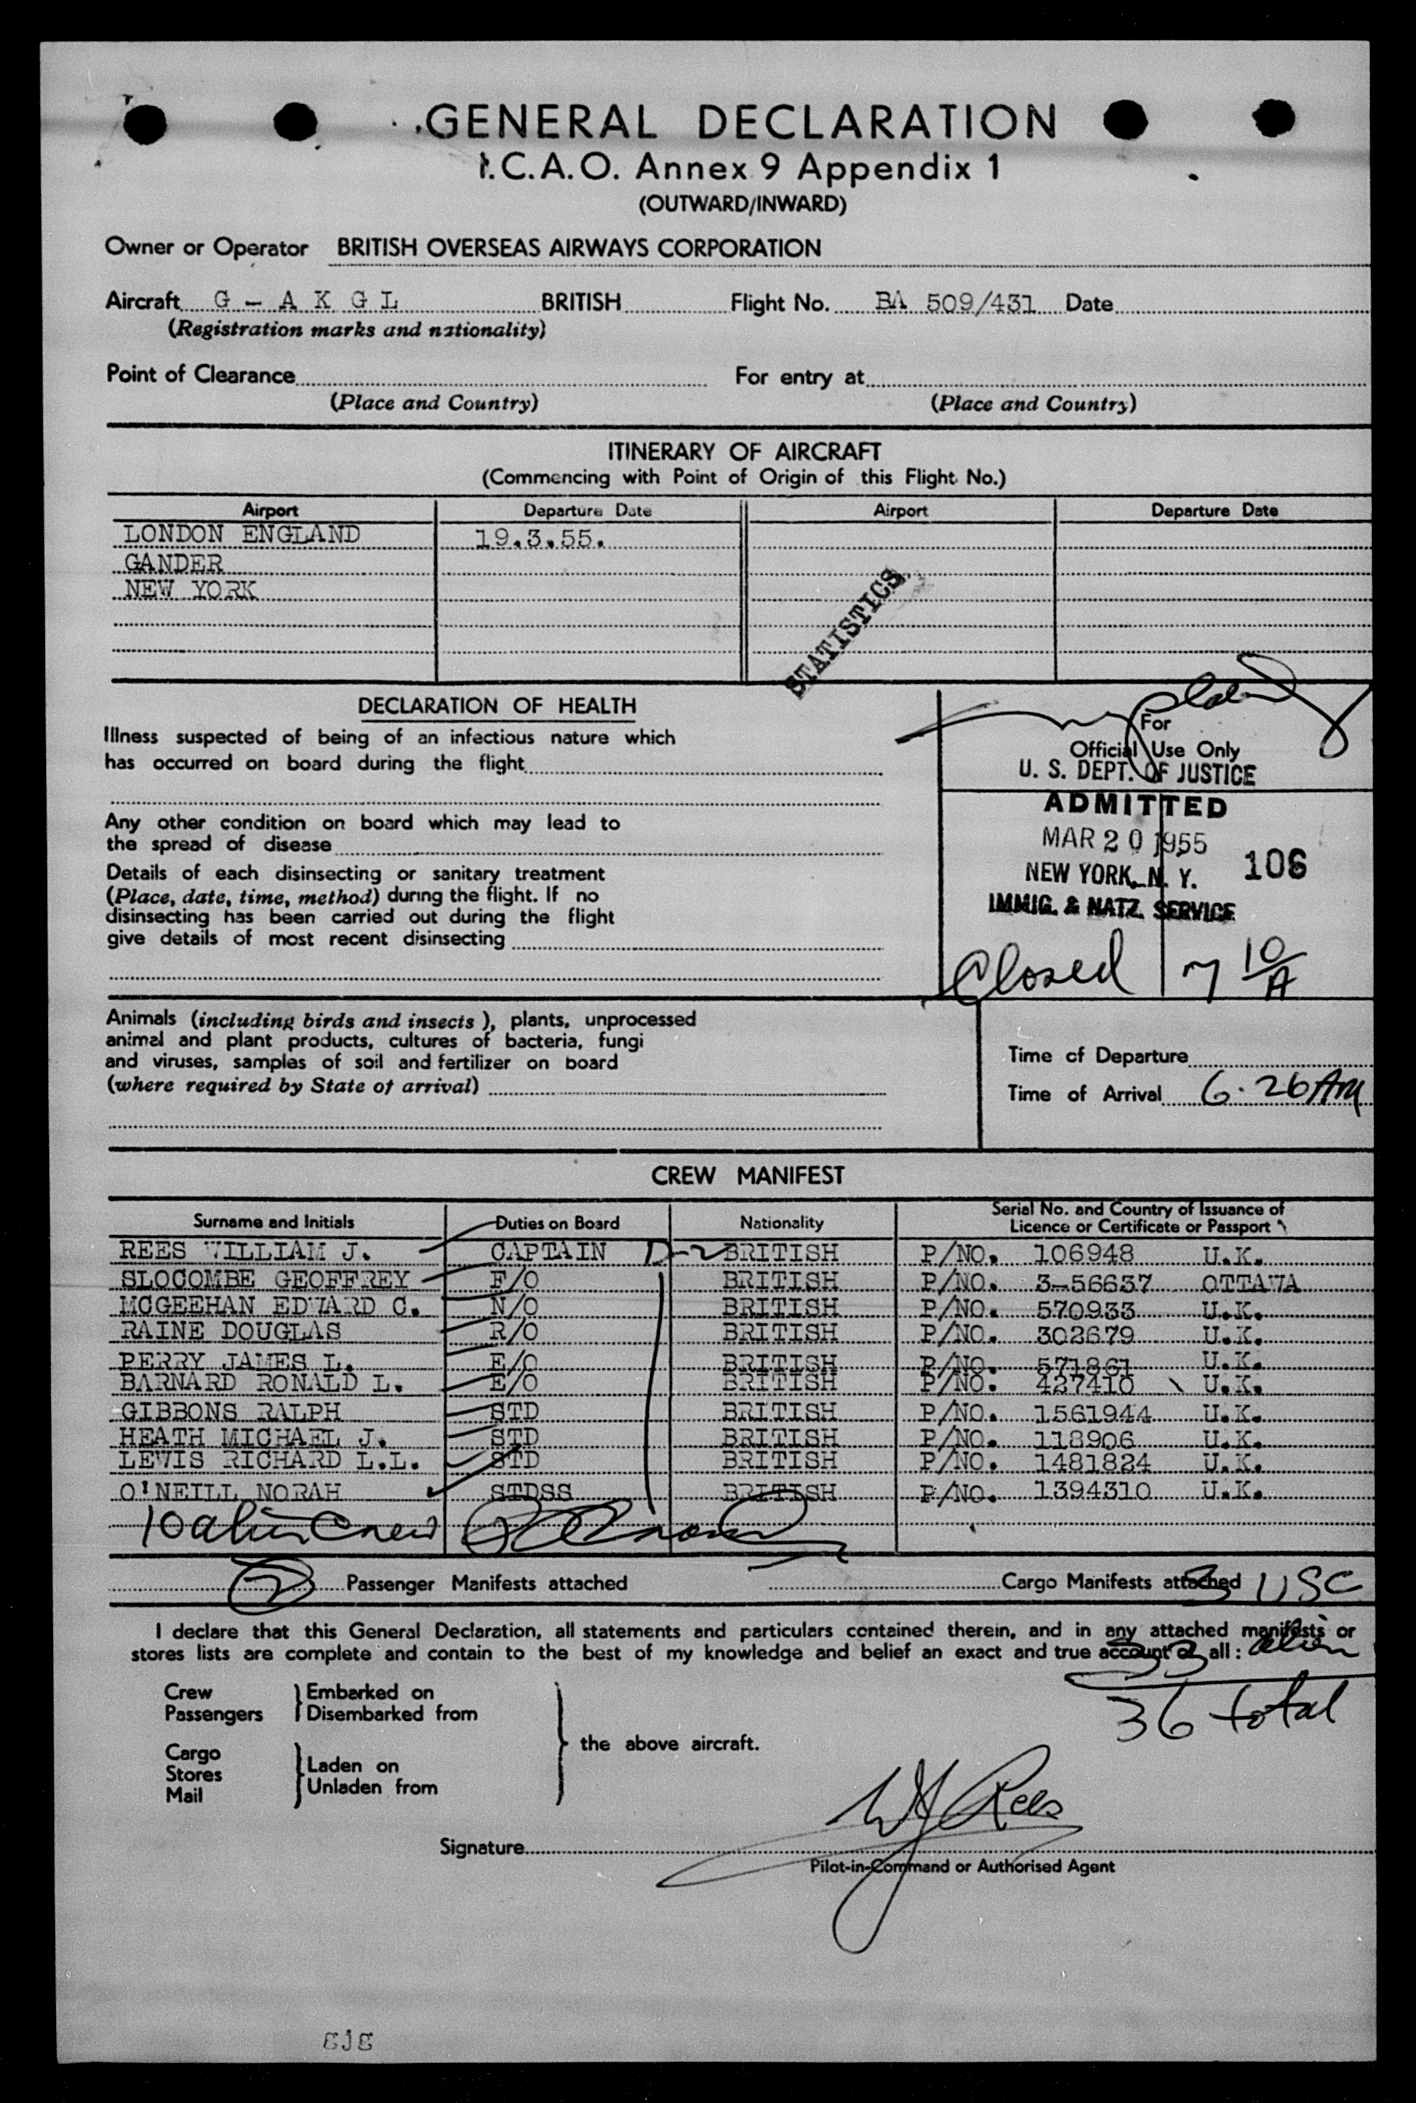 GENERAL DECLARATION
I.C.A.O. Annex 9 Appendix 1
(OUTWARD/INWARD)
Owner or Operator BRITISH OVERSEAS AIRWAYS CORPORATION
Aircraft G - A K G L BRITISH Flight No. BA 509/431 Date
(Registration marks and nationality)
Point of Clearance For entry at
(Place and Country) (Place and Country)
ITINERARY OF AIRCRAFT
(Commencing with Point of Origin of this Flight No.)
Airport Departure Date Airport Departure Date
LONDON ENGLAND 19.3.55.
GANDER
NEW YORK
STATISTICS
DECLARATION OF HEALTH
Illness suspected of being of an infectious nature which
has occurred on board during the flight
Any other condition on board which may lead to
the spread of disease
Details of each disinsecting or sanitary treatment
(Place, date, time, method) during the flight. If no
disinsecting has been carried out during the flight
give details of most recent disinsecting
For
Official Use Only
U. S. DEPT. OF JUSTICE
ADMITTED
MAR 20 1955
NEW YORK, N. Y. 106
IMMIG. & NATZ. SERVICE
Closed 7 10/A
Animals (including birds and insects), plants, unprocessed
animal and plant products, cultures of bacteria, fungi
and viruses, samples of soil and fertilizer on board
(where required by State of arrival)
Time of Departure
Time of Arrival 6.26 AM
CREW MANIFEST
Surname and Initials Duties on Board Nationality Serial No. and Country of Issuance of
Licence or Certificate or Passport
REES WILLIAM J. CAPTAIN D-2 BRITISH P/NO. 106948 U.K.
SLOCOMBE GEOFFREY F/O BRITISH P/NO. 3-56637 OTTAWA
MCGEEHAN EDWARD C. N/O BRITISH P/NO. 570933 U.K.
RAINE DOUGLAS R/O BRITISH P/NO. 302679 U.K.
PERRY JAMES L. E/O BRITISH P/NO. 571861 U.K.
BARNARD RONALD L. E/O BRITISH P/NO. 427410 U.K.
GIBBONS RALPH STD BRITISH P/NO. 1561944 U.K.
HEATH MICHAEL J. STD BRITISH P/NO. 118906 U.K.
LEWIS RICHARD L.L. STD BRITISH P/NO. 1481824 U.K.
O'NEILL NORAH STDSS BRITISH P/NO. 1394310 U.K.
10 alien crew
2 Passenger Manifests attached Cargo Manifests attached 3 USC
I declare that this General Declaration, all statements and particulars contained therein, and in any attached manifests or
stores lists are complete and contain to the best of my knowledge and belief an exact and true account of all:
33 alien
36 total
Crew Embarked on
Passengers Disembarked from
the above aircraft.
Cargo
Stores Laden on
Mail Unladen from
WJ Rees
Signature
Pilot-in-Command or Authorised Agent
gjg